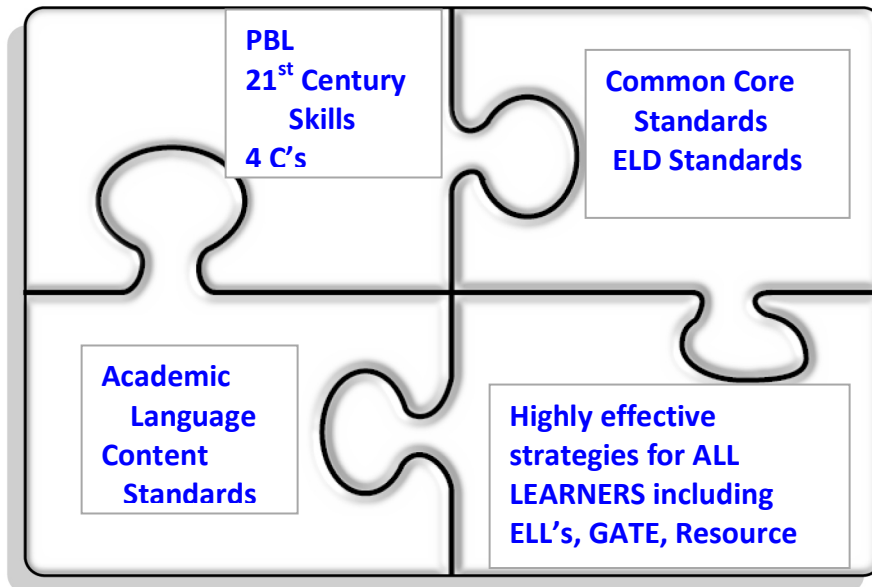 PBL
21st Century
Skills
4 C's
Common Core
Standards
ELD Standards
Academic
Language
Content
Standards
Highly effective
strategies for ALL
LEARNERS including
ELL's, GATE, Resource